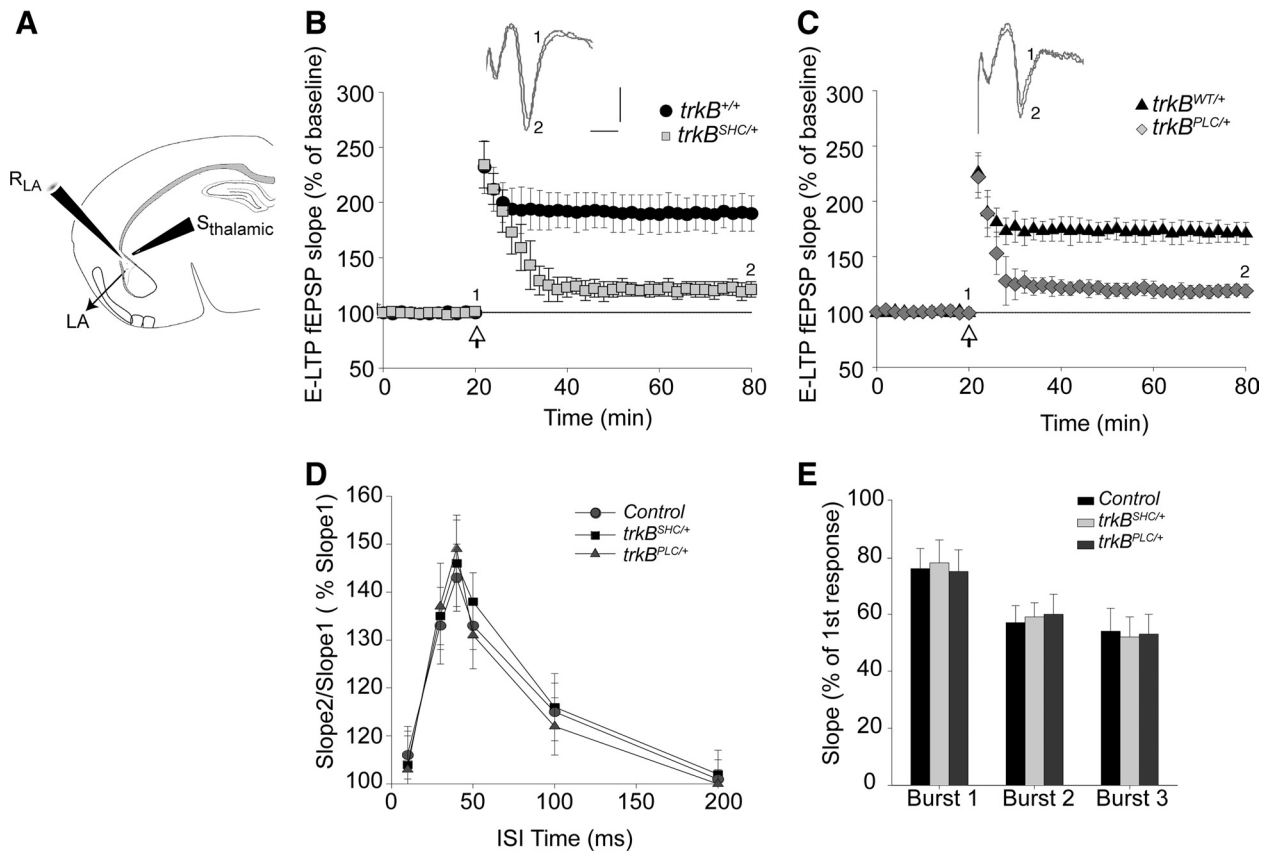 A
R_LA
S_thalamic
LA
B
1
2
300
250
200
150
100
50
E-LTP fEPSP slope (% of baseline)
trkB^+/+
trkB^SHC/+
1
2
0
20
40
60
80
Time (min)
C
1
2
300
250
200
150
100
50
E-LTP fEPSP slope (% of baseline)
trkB^WT/+
trkB^PLC/+
1
2
0
20
40
60
80
Time (min)
D
160
150
140
130
120
120
100
Slope2/Slope1 ( % Slope1)
Control
trkB^SHC/+
trkB^PLC/+
0
50
100
150
200
ISI Time (ms)
E
100
80
60
40
20
0
Slope (% of 1st response)
Control
trkB^SHC/+
trkB^PLC/+
Burst 1
Burst 2
Burst 3